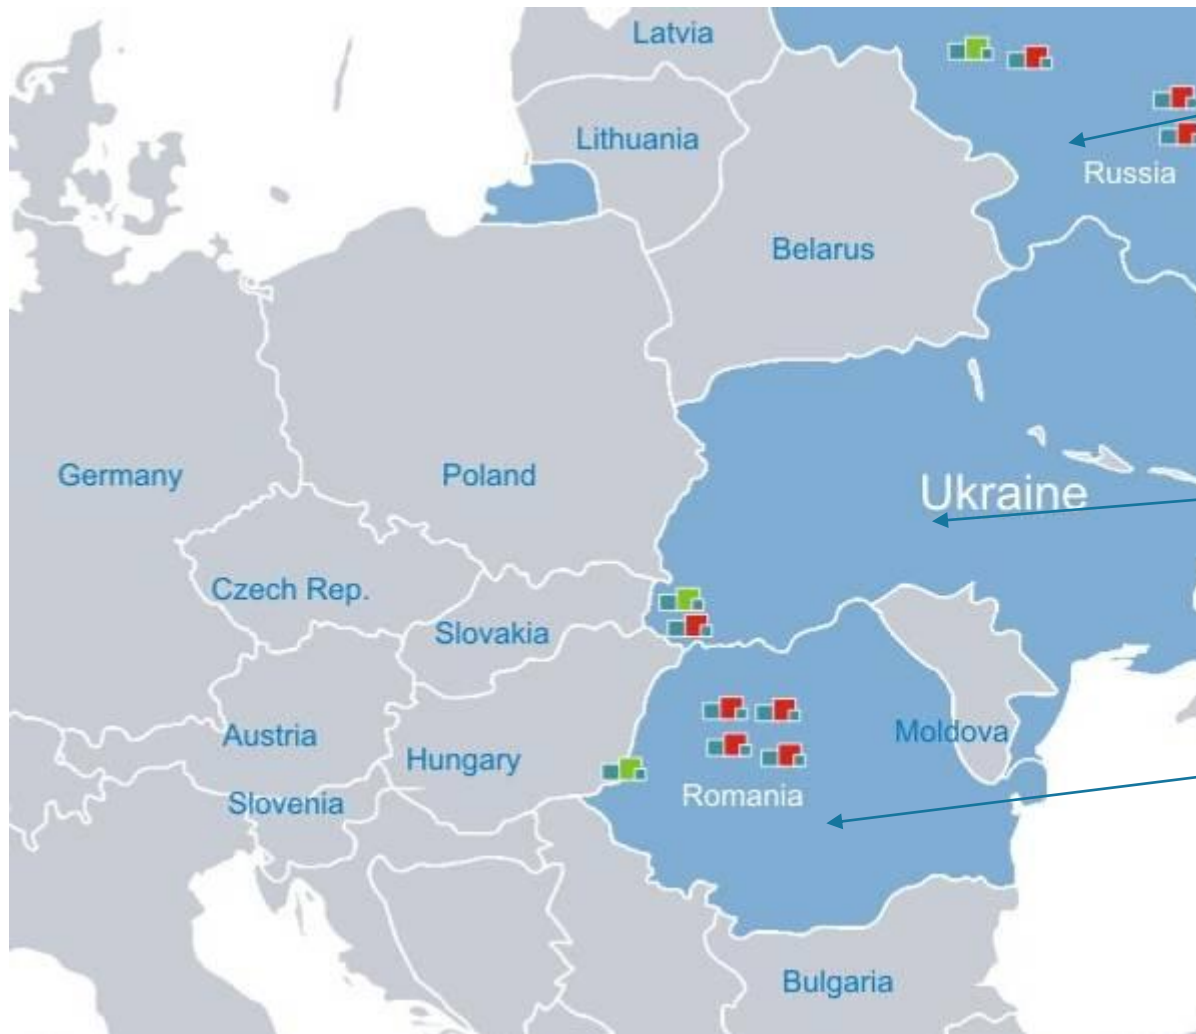 Latvia
Lithuania
Russia
Belarus
Germany
Poland
Ukraine
Czech Rep.
Slovakia
Austria
Hungary
Moldova
Slovenia
Romania
Bulgaria